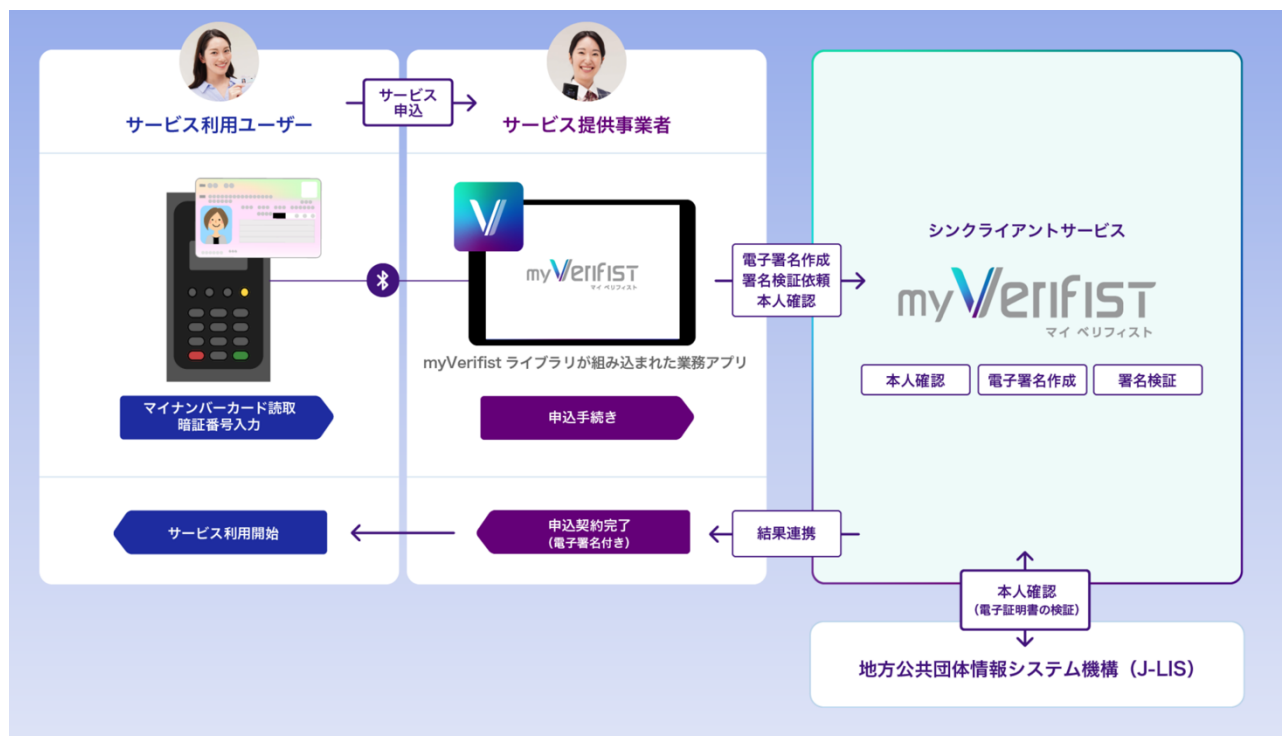 サービス利用ユーザー
サービス
申込
サービス提供事業者
myVerifist
マイ ベリフィスト
myVerifist ライブラリが組み込まれた業務アプリ
マイナンバーカード読取
暗証番号入力
申込手続き
電子署名作成
署名検証依頼
本人確認
シンクライアントサービス
myVerifist
マイ ベリフィスト
本人確認
電子署名作成
署名検証
サービス利用開始
申込契約完了
(電子署名付き)
結果連携
本人確認
(電子証明書の検証)
地方公共団体情報システム機構(J-LIS)